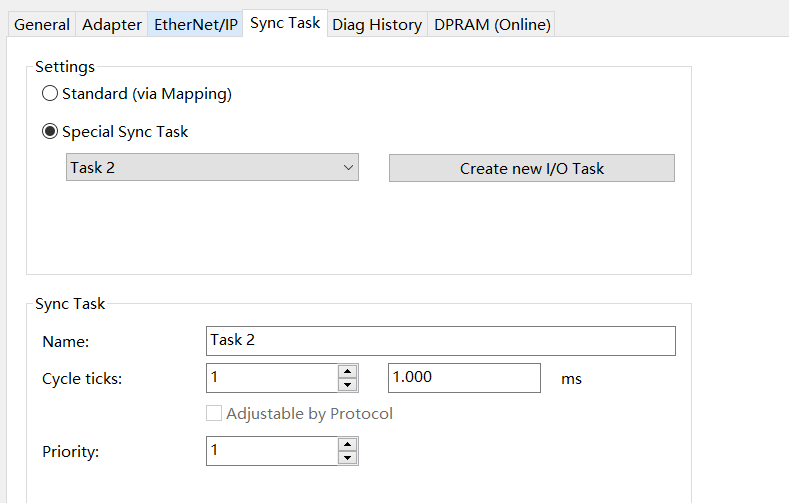 General Adapter EtherNet/IP Sync Task Diag History DPRAM (Online)
Settings
Standard (via Mapping)
Special Sync Task
Task 2 Create new I/O Task
Sync Task
Name: Task 2
Cycle ticks: 1 1.000 ms
Adjustable by Protocol
Priority: 1